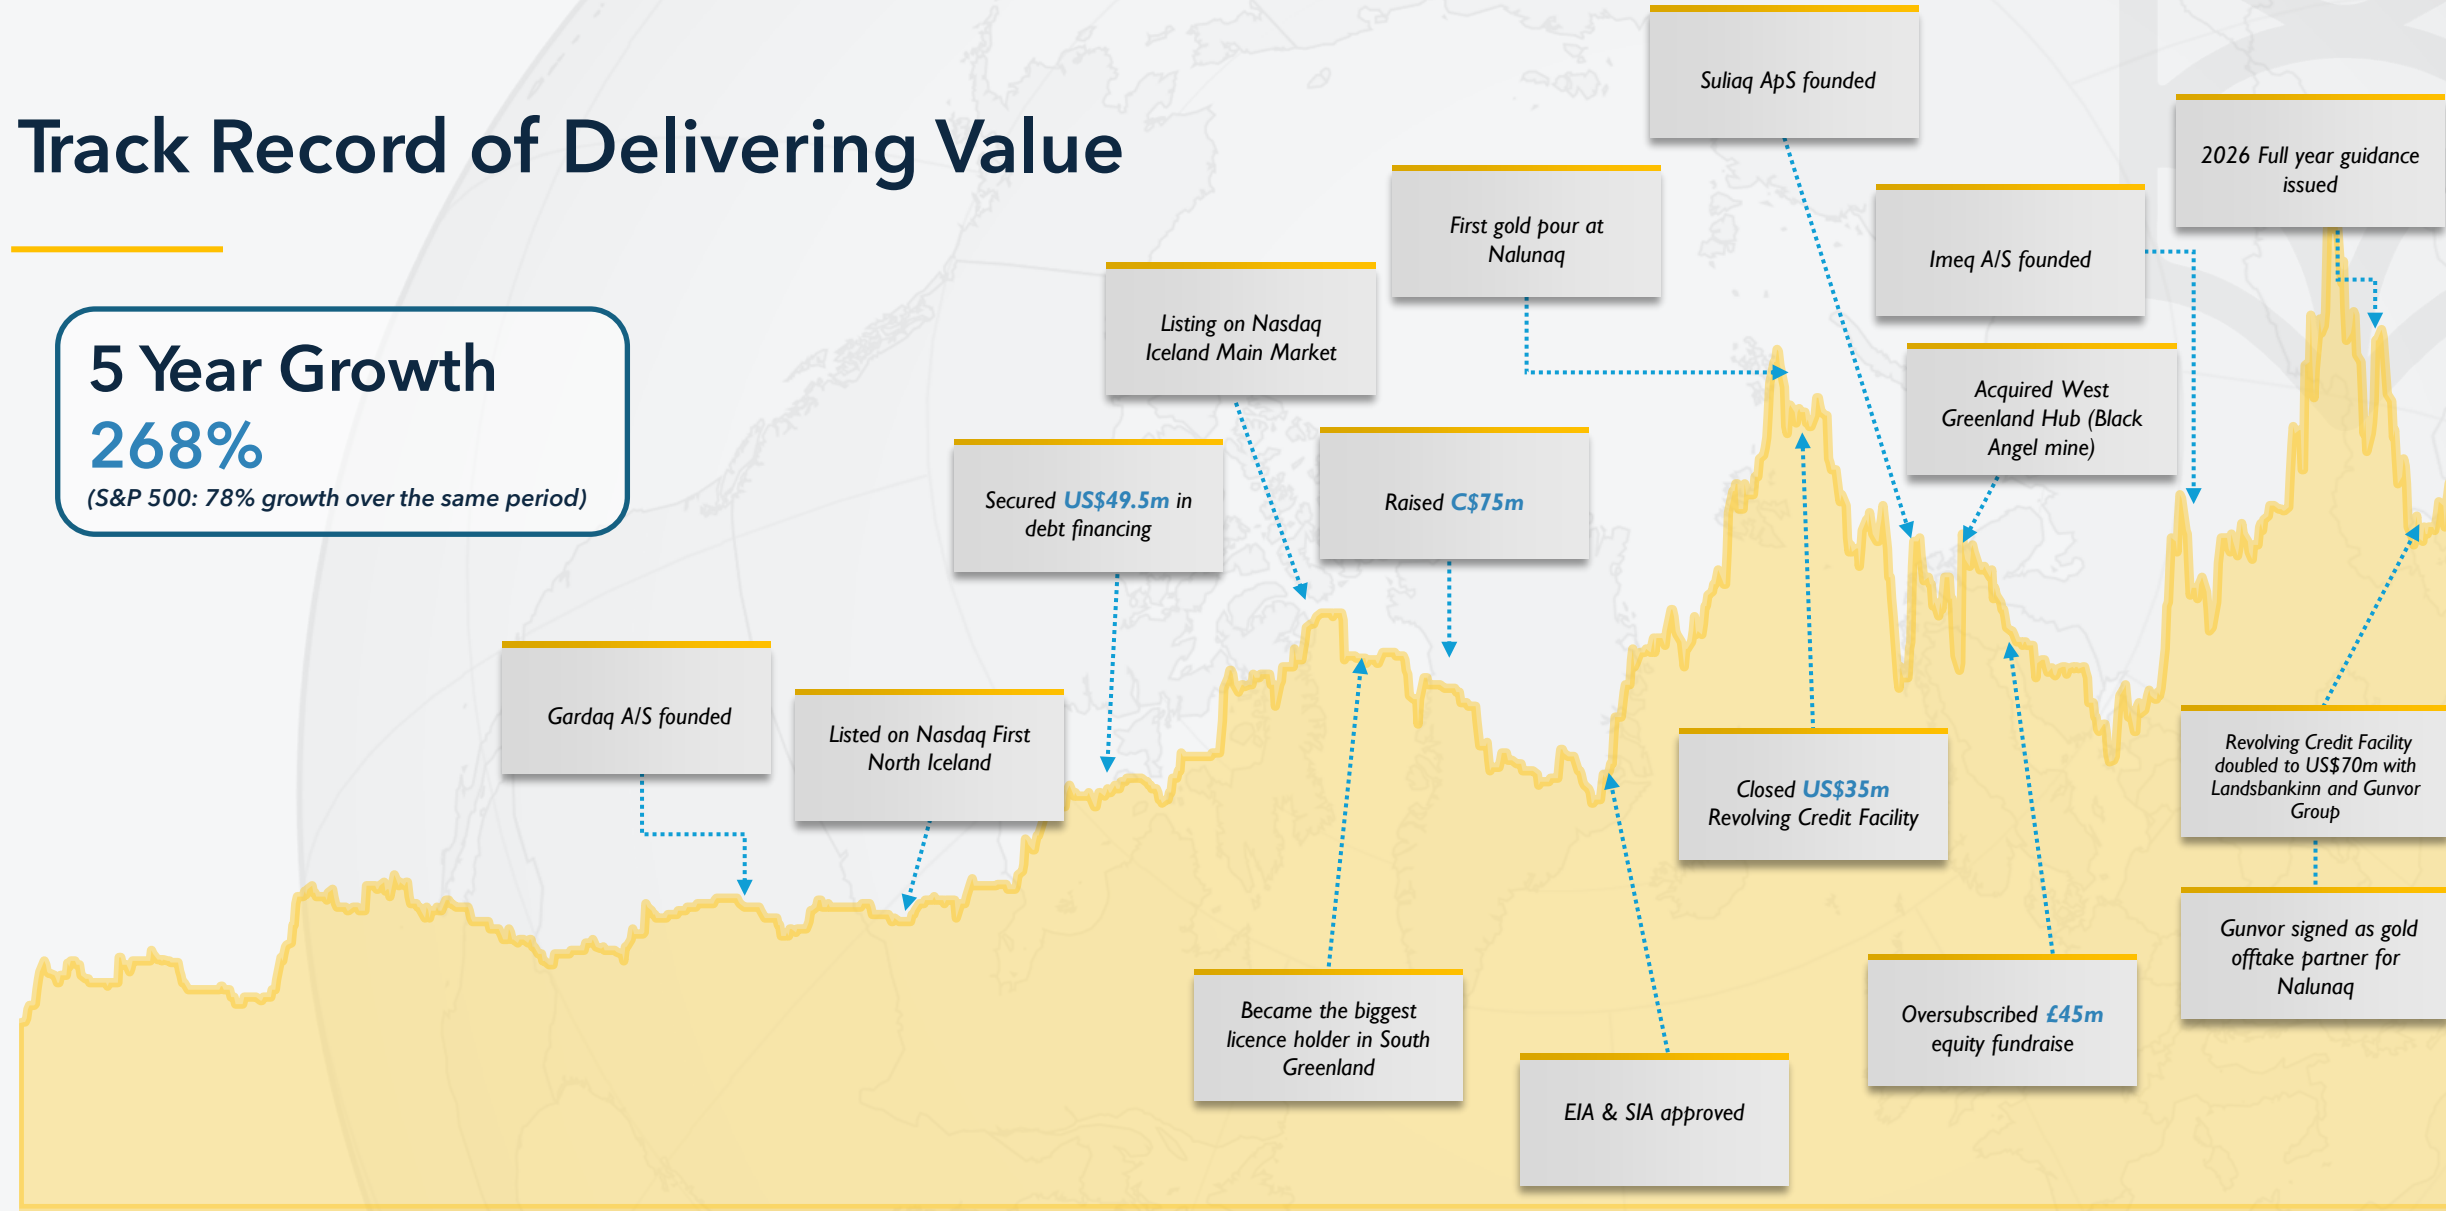 Track Record of Delivering Value
5 Year Growth
268%
(S&P 500: 78% growth over the same period)
Gardaq A/S founded
Listed on Nasdaq First
North Iceland
Secured US$49.5m in
debt financing
Listing on Nasdaq
Iceland Main Market
Became the biggest
licence holder in South
Greenland
Raised C$75m
First gold pour at
Nalunaq
EIA & SIA approved
Suliaq ApS founded
Closed US$35m
Revolving Credit Facility
Imeq A/S founded
Acquired West
Greenland Hub (Black
Angel mine)
Oversubscribed £45m
equity fundraise
2026 Full year guidance
issued
Revolving Credit Facility
doubled to US$70m with
Landsbankinn and Gunvor
Group
Gunvor signed as gold
offtake partner for
Nalunaq